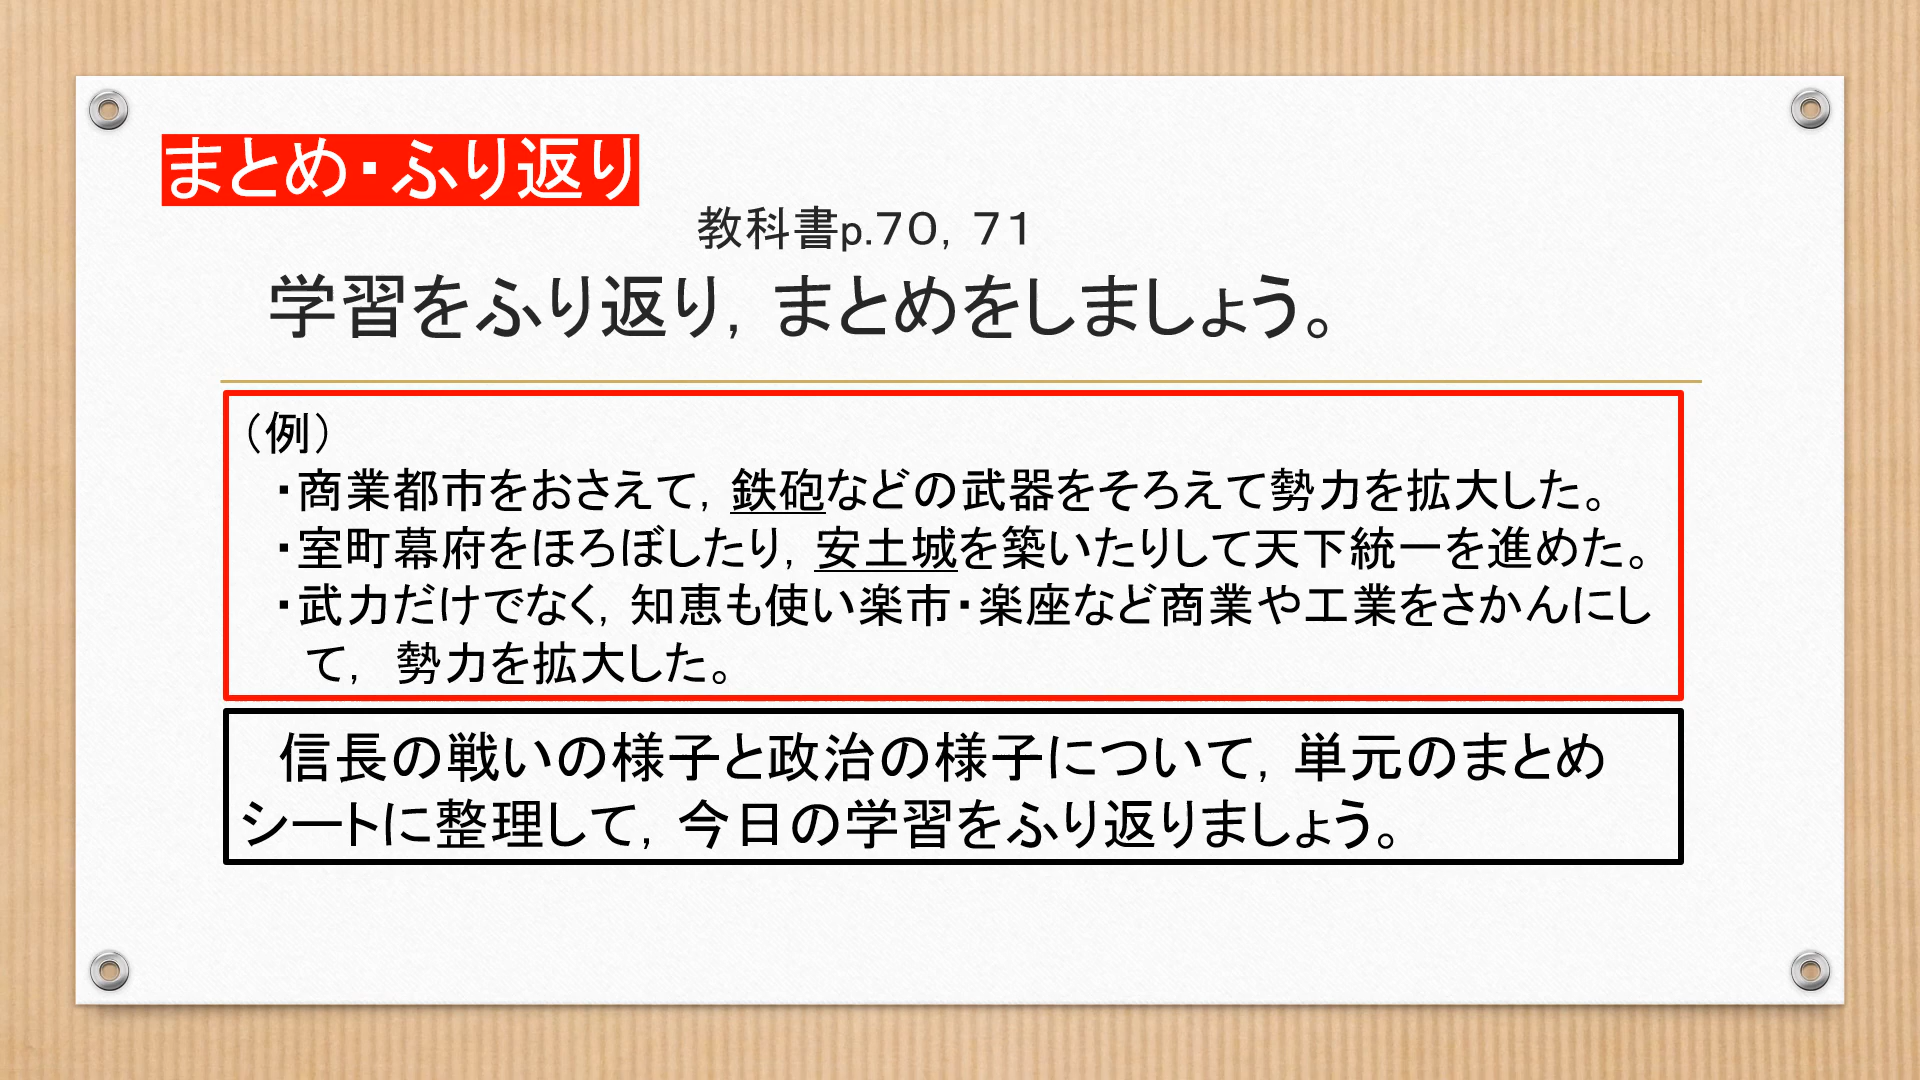 まとめ・ふり返り
教科書p.７０，７１
学習をふり返り，まとめをしましょう。
（例）
・商業都市をおさえて，鉄砲などの武器をそろえて勢力を拡大した。
・室町幕府をほろぼしたり，安土城を築いたりして天下統一を進めた。
・武力だけでなく，知恵も使い楽市・楽座など商業や工業をさかんにし
て，　勢力を拡大した。
信長の戦いの様子と政治の様子について，単元のまとめ
シートに整理して，今日の学習をふり返りましょう。